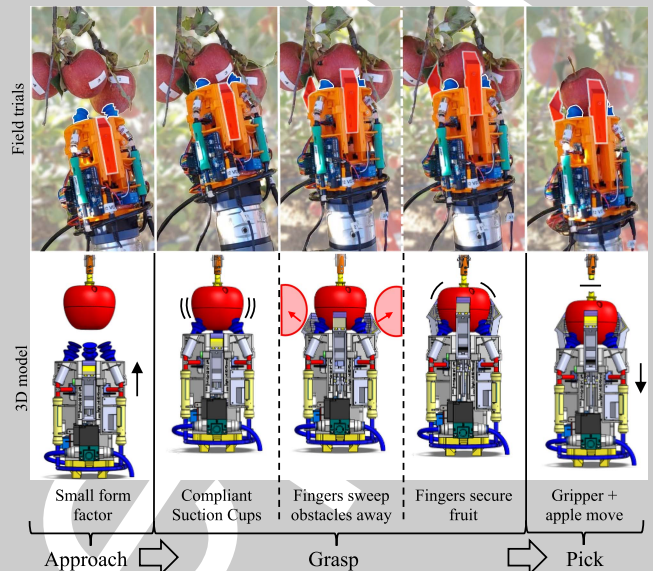 Field trials
3D model
Small form
factor
Compliant
Suction Cups
Fingers sweep
obstacles away
Fingers secure
fruit
Gripper +
apple move
Approach
Grasp
Pick